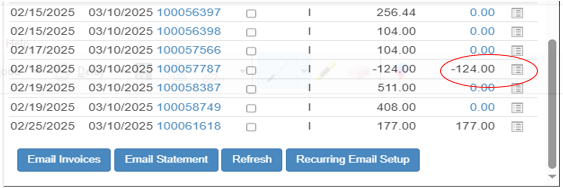 02/15/2025 03/10/2025 100056397 I 256.44 0.00
02/15/2025 03/10/2025 100056398 I 104.00 0.00
02/17/2025 03/10/2025 100057566 I 104.00 0.00
02/18/2025 03/10/2025 100057787 I -124.00 -124.00
02/19/2025 03/10/2025 100058387 I 511.00 0.00
02/19/2025 03/10/2025 100058749 I 408.00 0.00
02/25/2025 03/10/2025 100061618 I 177.00 177.00
Email Invoices Email Statement Refresh Recurring Email Setup